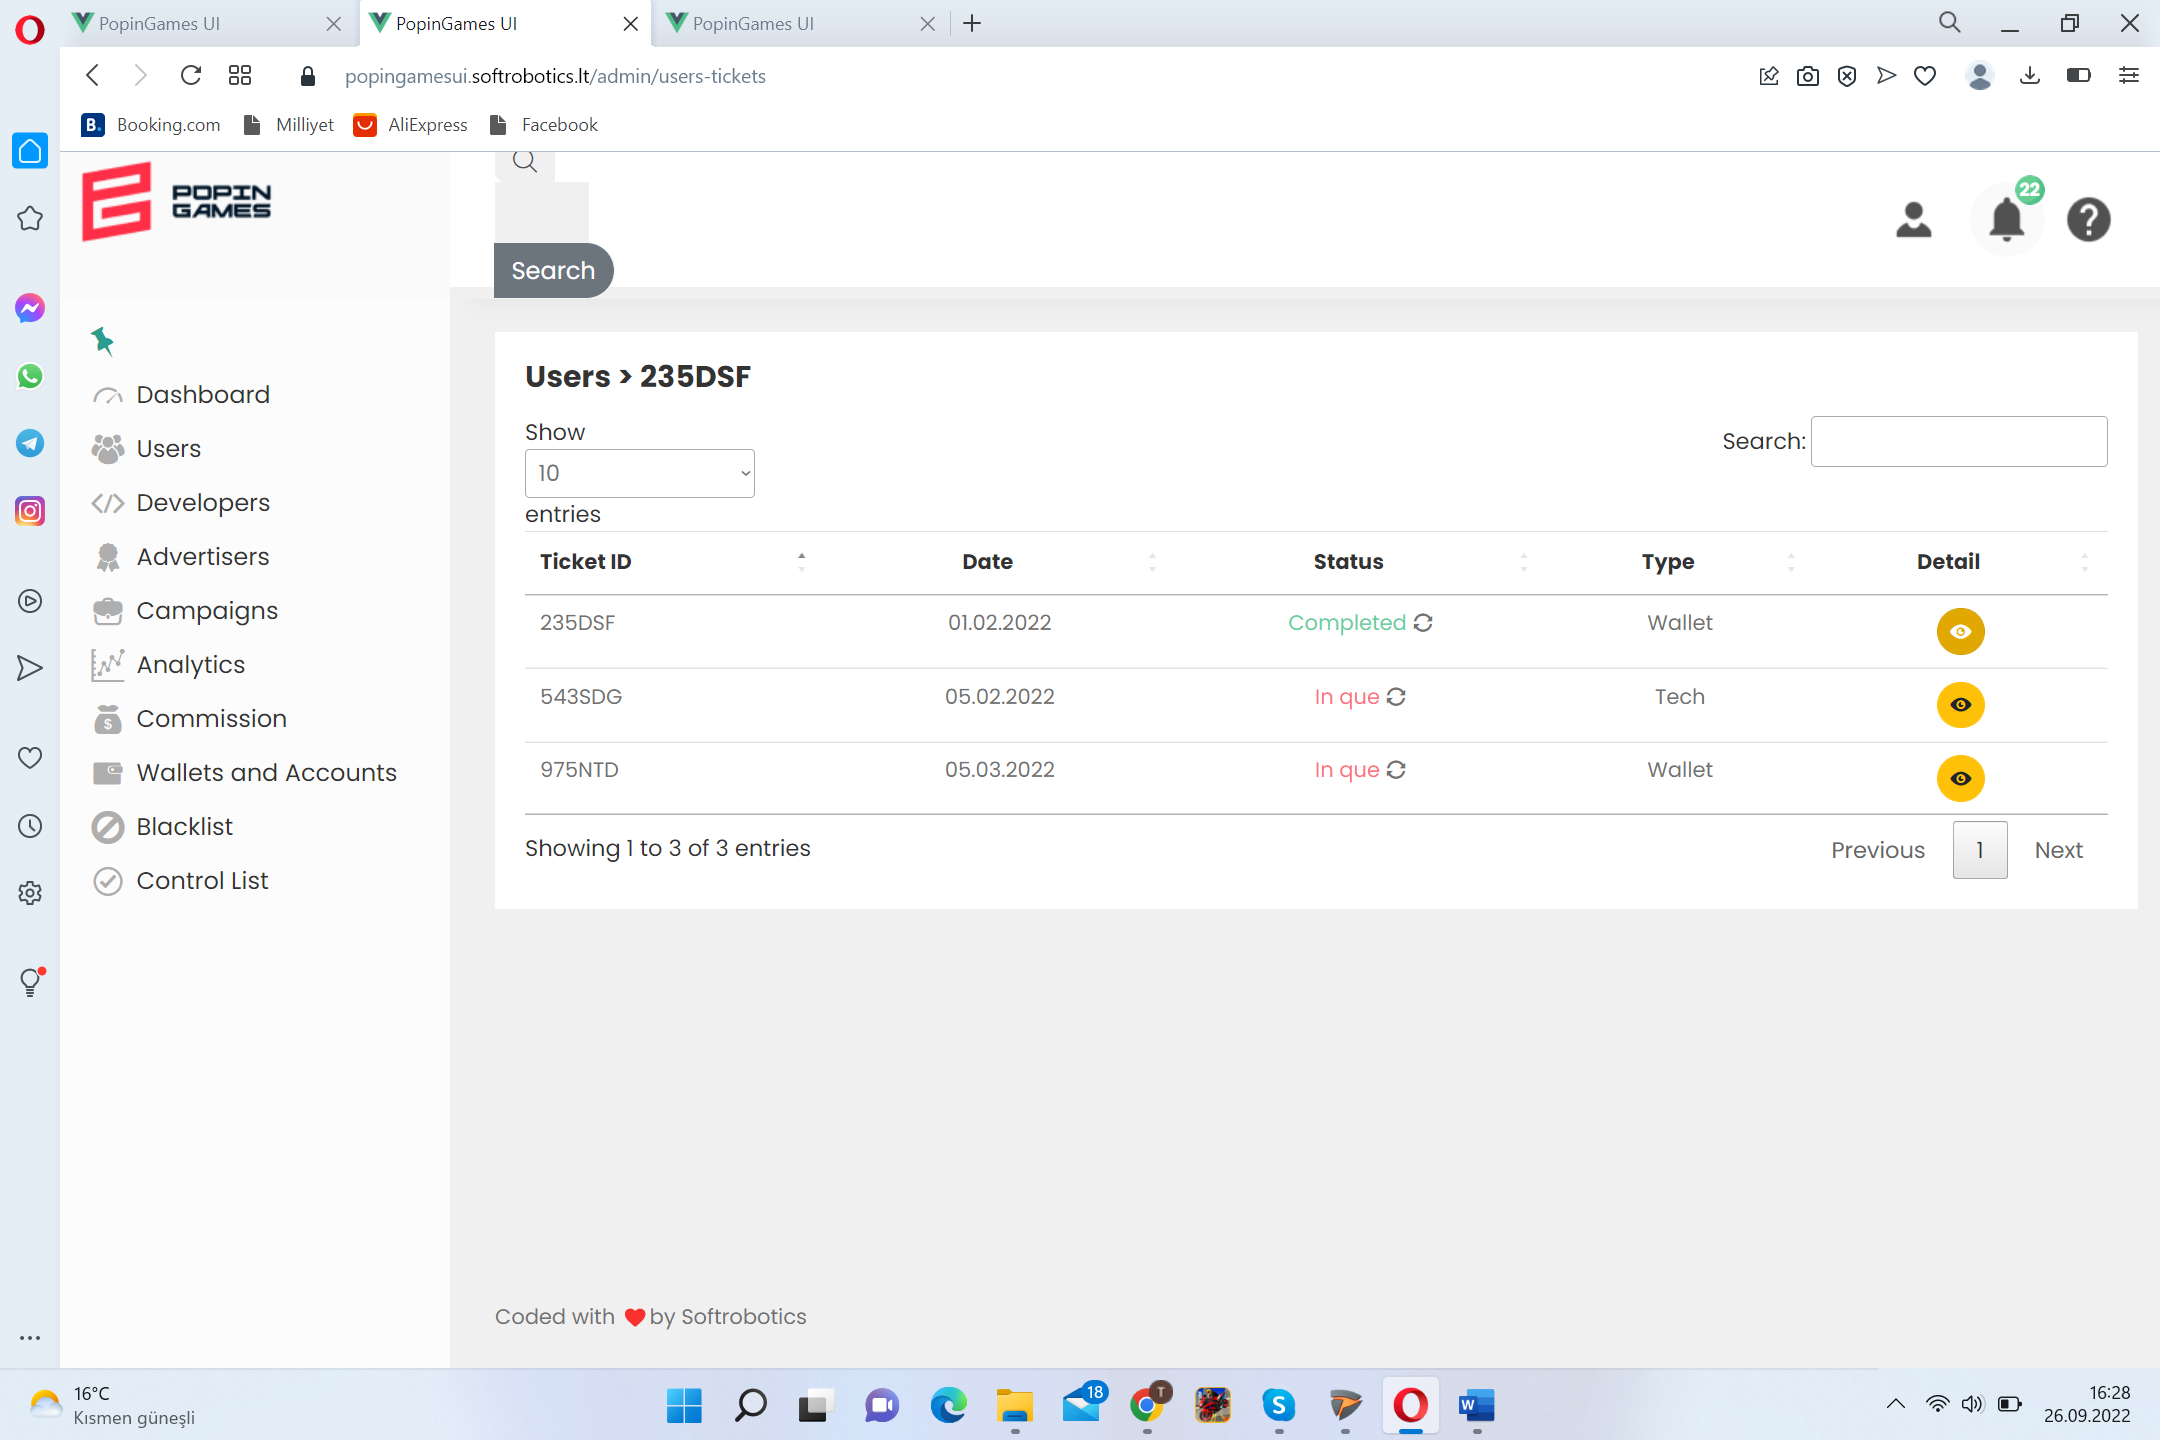 PopinGames UI
PopinGames UI
PopinGames UI
popingamesui.softrobotics.lt/admin/users-tickets
B. Booking.com
Milliyet
AliExpress
Facebook
POPIN
GAMES
22
Search
Dashboard
Users
Developers
Advertisers
Campaigns
Analytics
Commission
Wallets and Accounts
Blacklist
Control List
Users > 235DSF
Show
10
entries
Search:
Ticket ID Date Status Type Detail
235DSF 01.02.2022 Completed Wallet
543SDG 05.02.2022 In que Tech
975NTD 05.03.2022 In que Wallet
Showing 1 to 3 of 3 entries
Previous 1 Next
Coded with by Softrobotics
16°C
Kısmen güneşli
18
T
S
W
16:28
26.09.2022